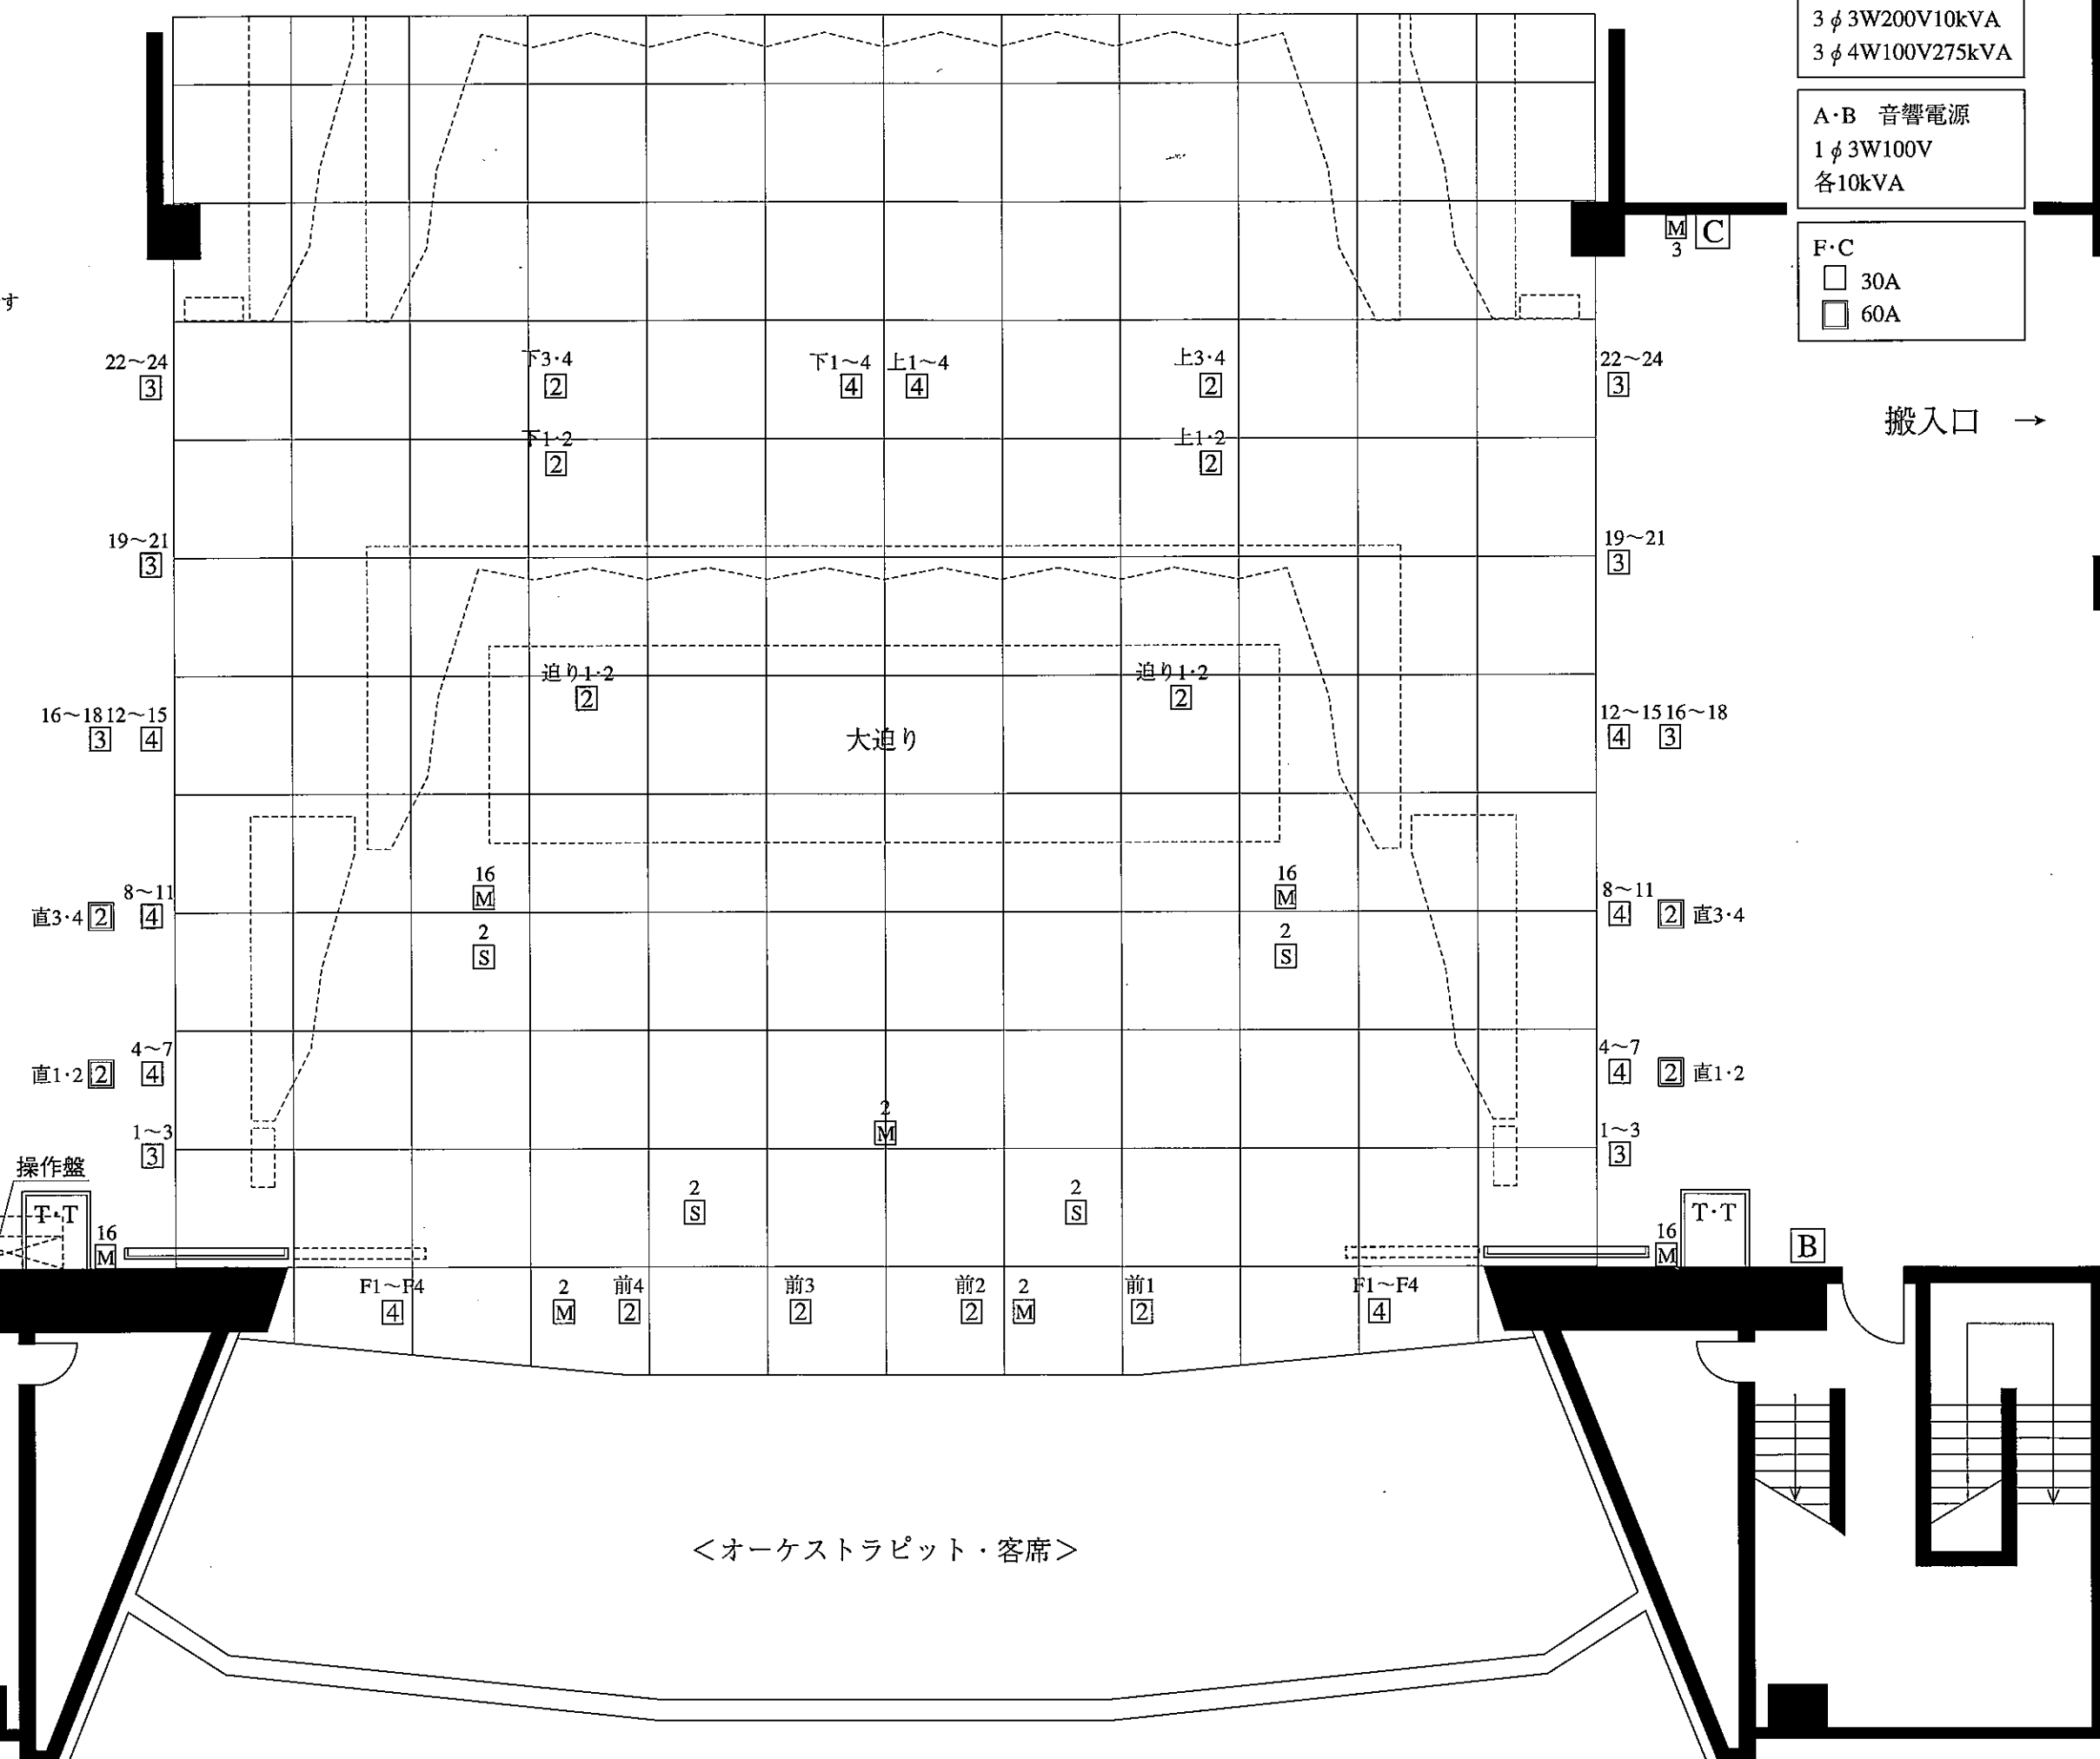 3φ3W200V10kVA
3φ4W100V275kVA
A・B 音響電源
1φ3W100V
各10kVA
M C
3
F・C
30A
60A
す
22〜24 下3・4 下1〜4 上1〜4 上3・4 22〜24
3 2 4 4 2 3
搬入口 →
下1・2 上1・2
2 2
19〜21 19〜21
3 3
迫り1・2 迫り1・2
2 2
16〜18 12〜15 12〜15 16〜18
3 4 大迫り 4 3
16 16
M M
8〜11 8〜11
直3・4 2 4 4 2 直3・4
2 2
S S
4〜7 4〜7
直1・2 2 4 4 2 直1・2
2
M
1〜3 1〜3
3 3
操作盤
2 2
S S
T・T T・T
16 16
M M
B
F1〜F4 2 前4 前3 前2 2 前1 F1〜F4
4 M 2 2 2 M 2 4
＜オーケストラピット・客席＞